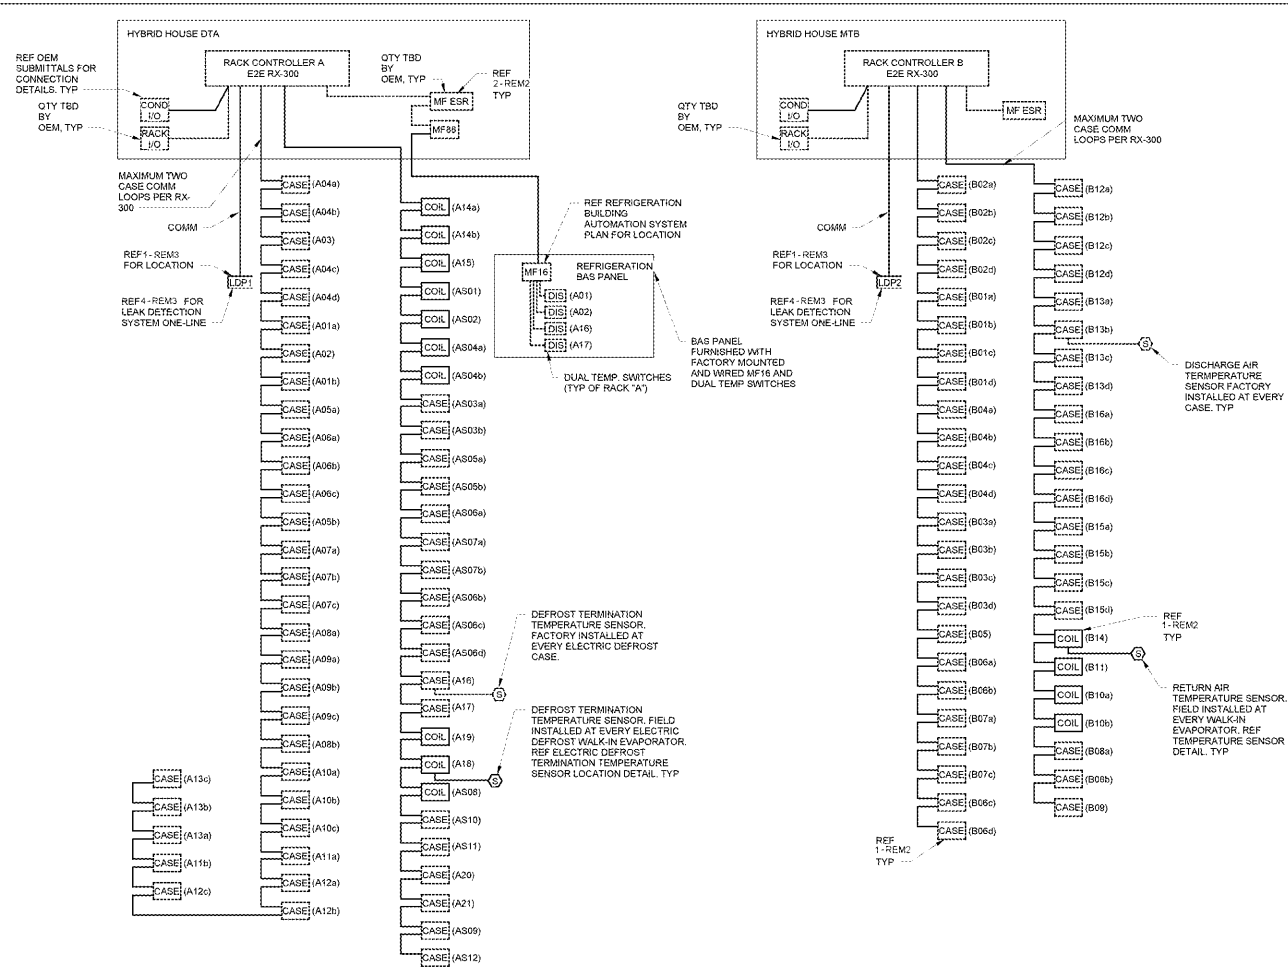 HYBRID HOUSE DTA
REF OEM
SUBMITTALS FOR
CONNECTION
DETAILS. TYP
QTY TBD
BY
OEM, TYP
RACK CONTROLLER A
E2E RX-300
COND
I/O
RACK
I/O
QTY TBD
BY
OEM, TYP
MF ESR
REF
2-REM2
TYP
MF88
MAXIMUM TWO
CASE COMM
LOOPS PER RX-
300
COMM
REF1-REM3
FOR LOCATION
LDP1
REF4-REM3 FOR
LEAK DETECTION
SYSTEM ONE-LINE
CASE (A04a)
CASE (A04b)
CASE (A03)
CASE (A04c)
CASE (A04d)
CASE (A01a)
CASE (A02)
CASE (A01b)
CASE (A05a)
CASE (A06a)
CASE (A06b)
CASE (A06c)
CASE (A05b)
CASE (A07a)
CASE (A07b)
CASE (A07c)
CASE (A08a)
CASE (A09a)
CASE (A09b)
CASE (A09c)
CASE (A08b)
CASE (A10a)
CASE (A10b)
CASE (A10c)
CASE (A11a)
CASE (A12a)
CASE (A12b)
CASE (A13c)
CASE (A13b)
CASE (A13a)
CASE (A11b)
CASE (A12c)
COIL (A14a)
COIL (A14b)
COIL (A15)
COIL (AS01)
COIL (AS02)
COIL (AS04a)
COIL (AS04b)
CASE (AS03a)
CASE (AS03b)
CASE (AS05a)
CASE (AS05b)
CASE (AS06a)
CASE (AS07a)
CASE (AS07b)
CASE (AS06b)
CASE (AS06c)
CASE (AS06d)
CASE (A16)
CASE (A17)
COIL (A19)
COIL (A18)
COIL (AS08)
CASE (AS10)
CASE (AS11)
CASE (A20)
CASE (A21)
CASE (AS09)
CASE (AS12)
REF REFRIGERATION
BUILDING
AUTOMATION SYSTEM
PLAN FOR LOCATION
MF16
REFRIGERATION
BAS PANEL
DIS (A01)
DIS (A02)
DIS (A16)
DIS (A17)
DUAL TEMP. SWITCHES
(TYP OF RACK "A")
BAS PANEL
FURNISHED WITH
FACTORY MOUNTED
AND WIRED MF16 AND
DUAL TEMP SWITCHES
DEFROST TERMINATION
TEMPERATURE SENSOR.
FACTORY INSTALLED AT
EVERY ELECTRIC DEFROST
CASE.
S
DEFROST TERMINATION
TEMPERATURE SENSOR. FIELD
INSTALLED AT EVERY ELECTRIC
DEFROST WALK-IN EVAPORATOR.
REF ELECTRIC DEFROST
TERMINATION TEMPERATURE
SENSOR LOCATION DETAIL. TYP
S
HYBRID HOUSE MTB
RACK CONTROLLER B
E2E RX-300
QTY TBD
BY
OEM, TYP
COND
I/O
RACK
I/O
MF ESR
MAXIMUM TWO
CASE COMM
LOOPS PER RX-300
COMM
REF1-REM3
FOR LOCATION
LDP2
REF4-REM3 FOR
LEAK DETECTION
SYSTEM ONE-LINE
CASE (B02a)
CASE (B02b)
CASE (B02c)
CASE (B02d)
CASE (B01a)
CASE (B01b)
CASE (B01c)
CASE (B01d)
CASE (B04a)
CASE (B04b)
CASE (B04c)
CASE (B04d)
CASE (B03a)
CASE (B03b)
CASE (B03c)
CASE (B03d)
CASE (B05)
CASE (B06a)
CASE (B06b)
CASE (B07a)
CASE (B07b)
CASE (B07c)
CASE (B06c)
CASE (B06d)
REF
1-REM2
TYP
CASE (B12a)
CASE (B12b)
CASE (B12c)
CASE (B12d)
CASE (B13a)
CASE (B13b)
CASE (B13c)
CASE (B13d)
CASE (B16a)
CASE (B16b)
CASE (B16c)
CASE (B16d)
CASE (B15a)
CASE (B15b)
CASE (B15c)
CASE (B15d)
COIL (B14)
COIL (B11)
COIL (B10a)
COIL (B10b)
CASE (B08a)
CASE (B08b)
CASE (B09)
S
DISCHARGE AIR
TERMPERATURE
SENSOR FACTORY
INSTALLED AT EVERY
CASE. TYP
REF
1-REM2
TYP
S
RETURN AIR
TEMPERATURE SENSOR.
FIELD INSTALLED AT
EVERY WALK-IN
EVAPORATOR. REF
TEMPERATURE SENSOR
DETAIL. TYP